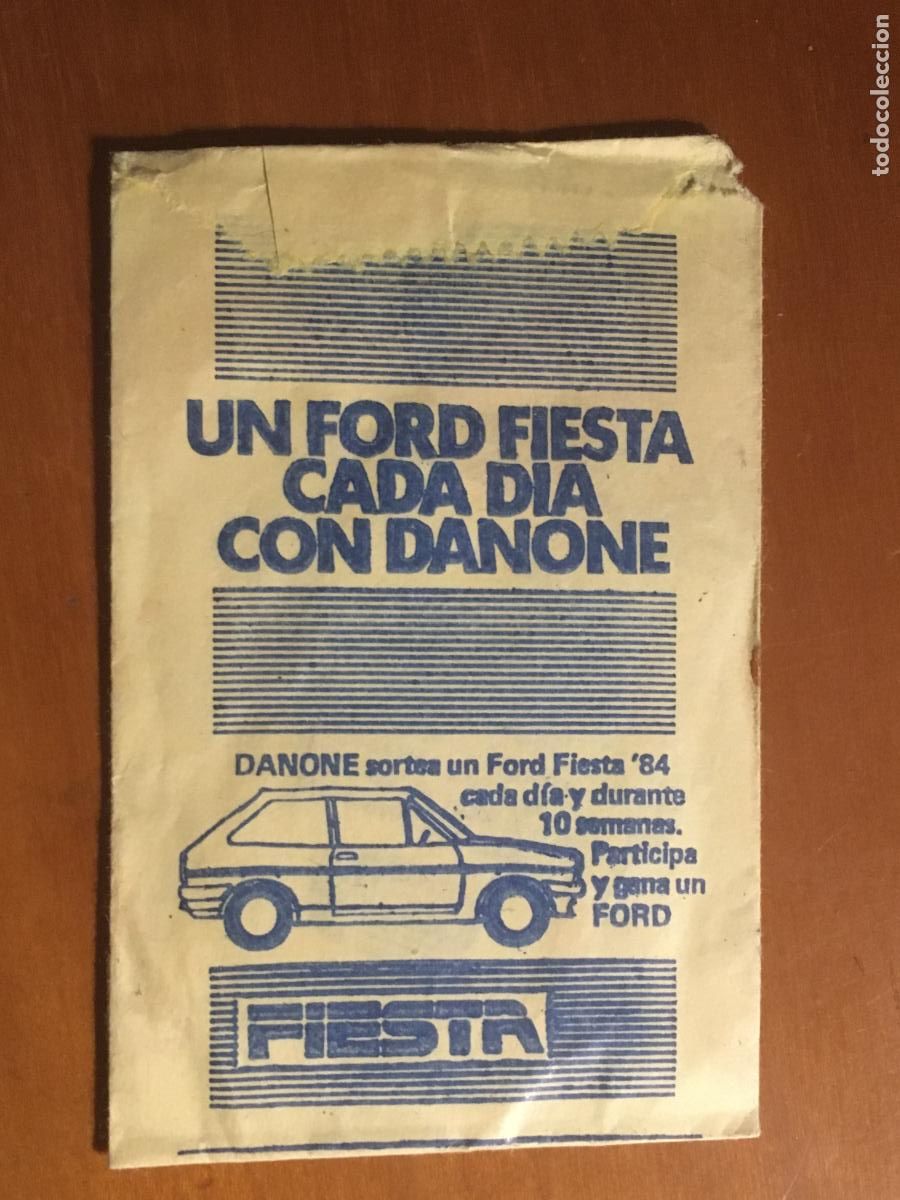 UN FORD FIESTA
CADA DIA
CON DANONE
DANONE sortea un Ford Fiesta '84
cada día y durante
10 semanas.
Participa
y gana un
FORD
FIESTA
todocoleccion